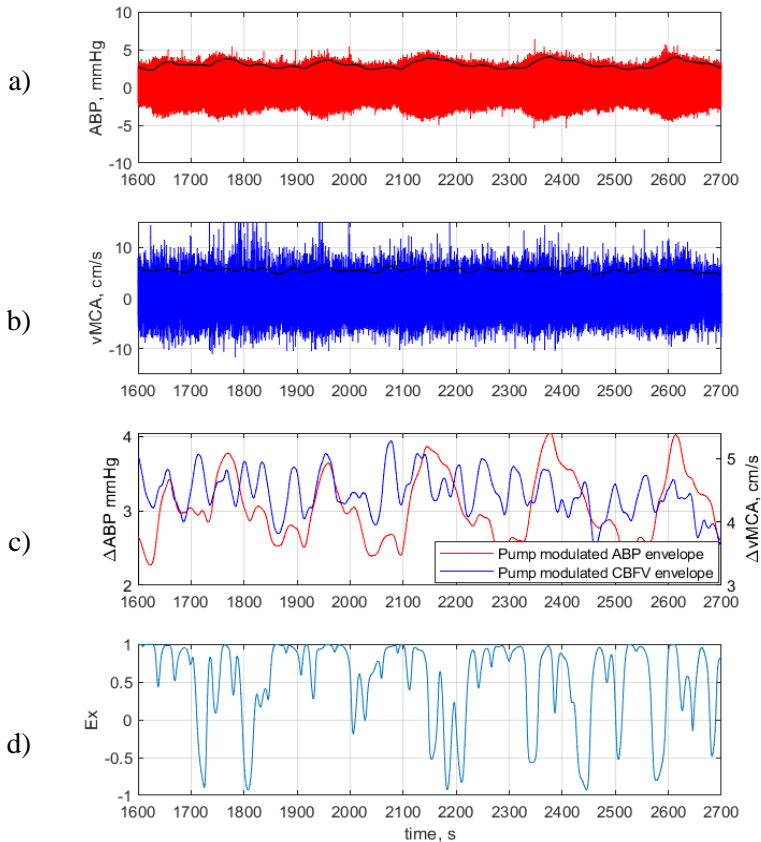 a)
ABP, mmHg
10
5
0
-5
-10
1600 1700 1800 1900 2000 2100 2200 2300 2400 2500 2600 2700
b)
vMCA, cm/s
10
0
-10
1600 1700 1800 1900 2000 2100 2200 2300 2400 2500 2600 2700
c)
ΔABP mmHg
4
3
2
5
4
3
ΔvMCA, cm/s
Pump modulated ABP envelope
Pump modulated CBFV envelope
1600 1700 1800 1900 2000 2100 2200 2300 2400 2500 2600 2700
d)
Ex
1
0.5
0
-0.5
-1
1600 1700 1800 1900 2000 2100 2200 2300 2400 2500 2600 2700
time, s